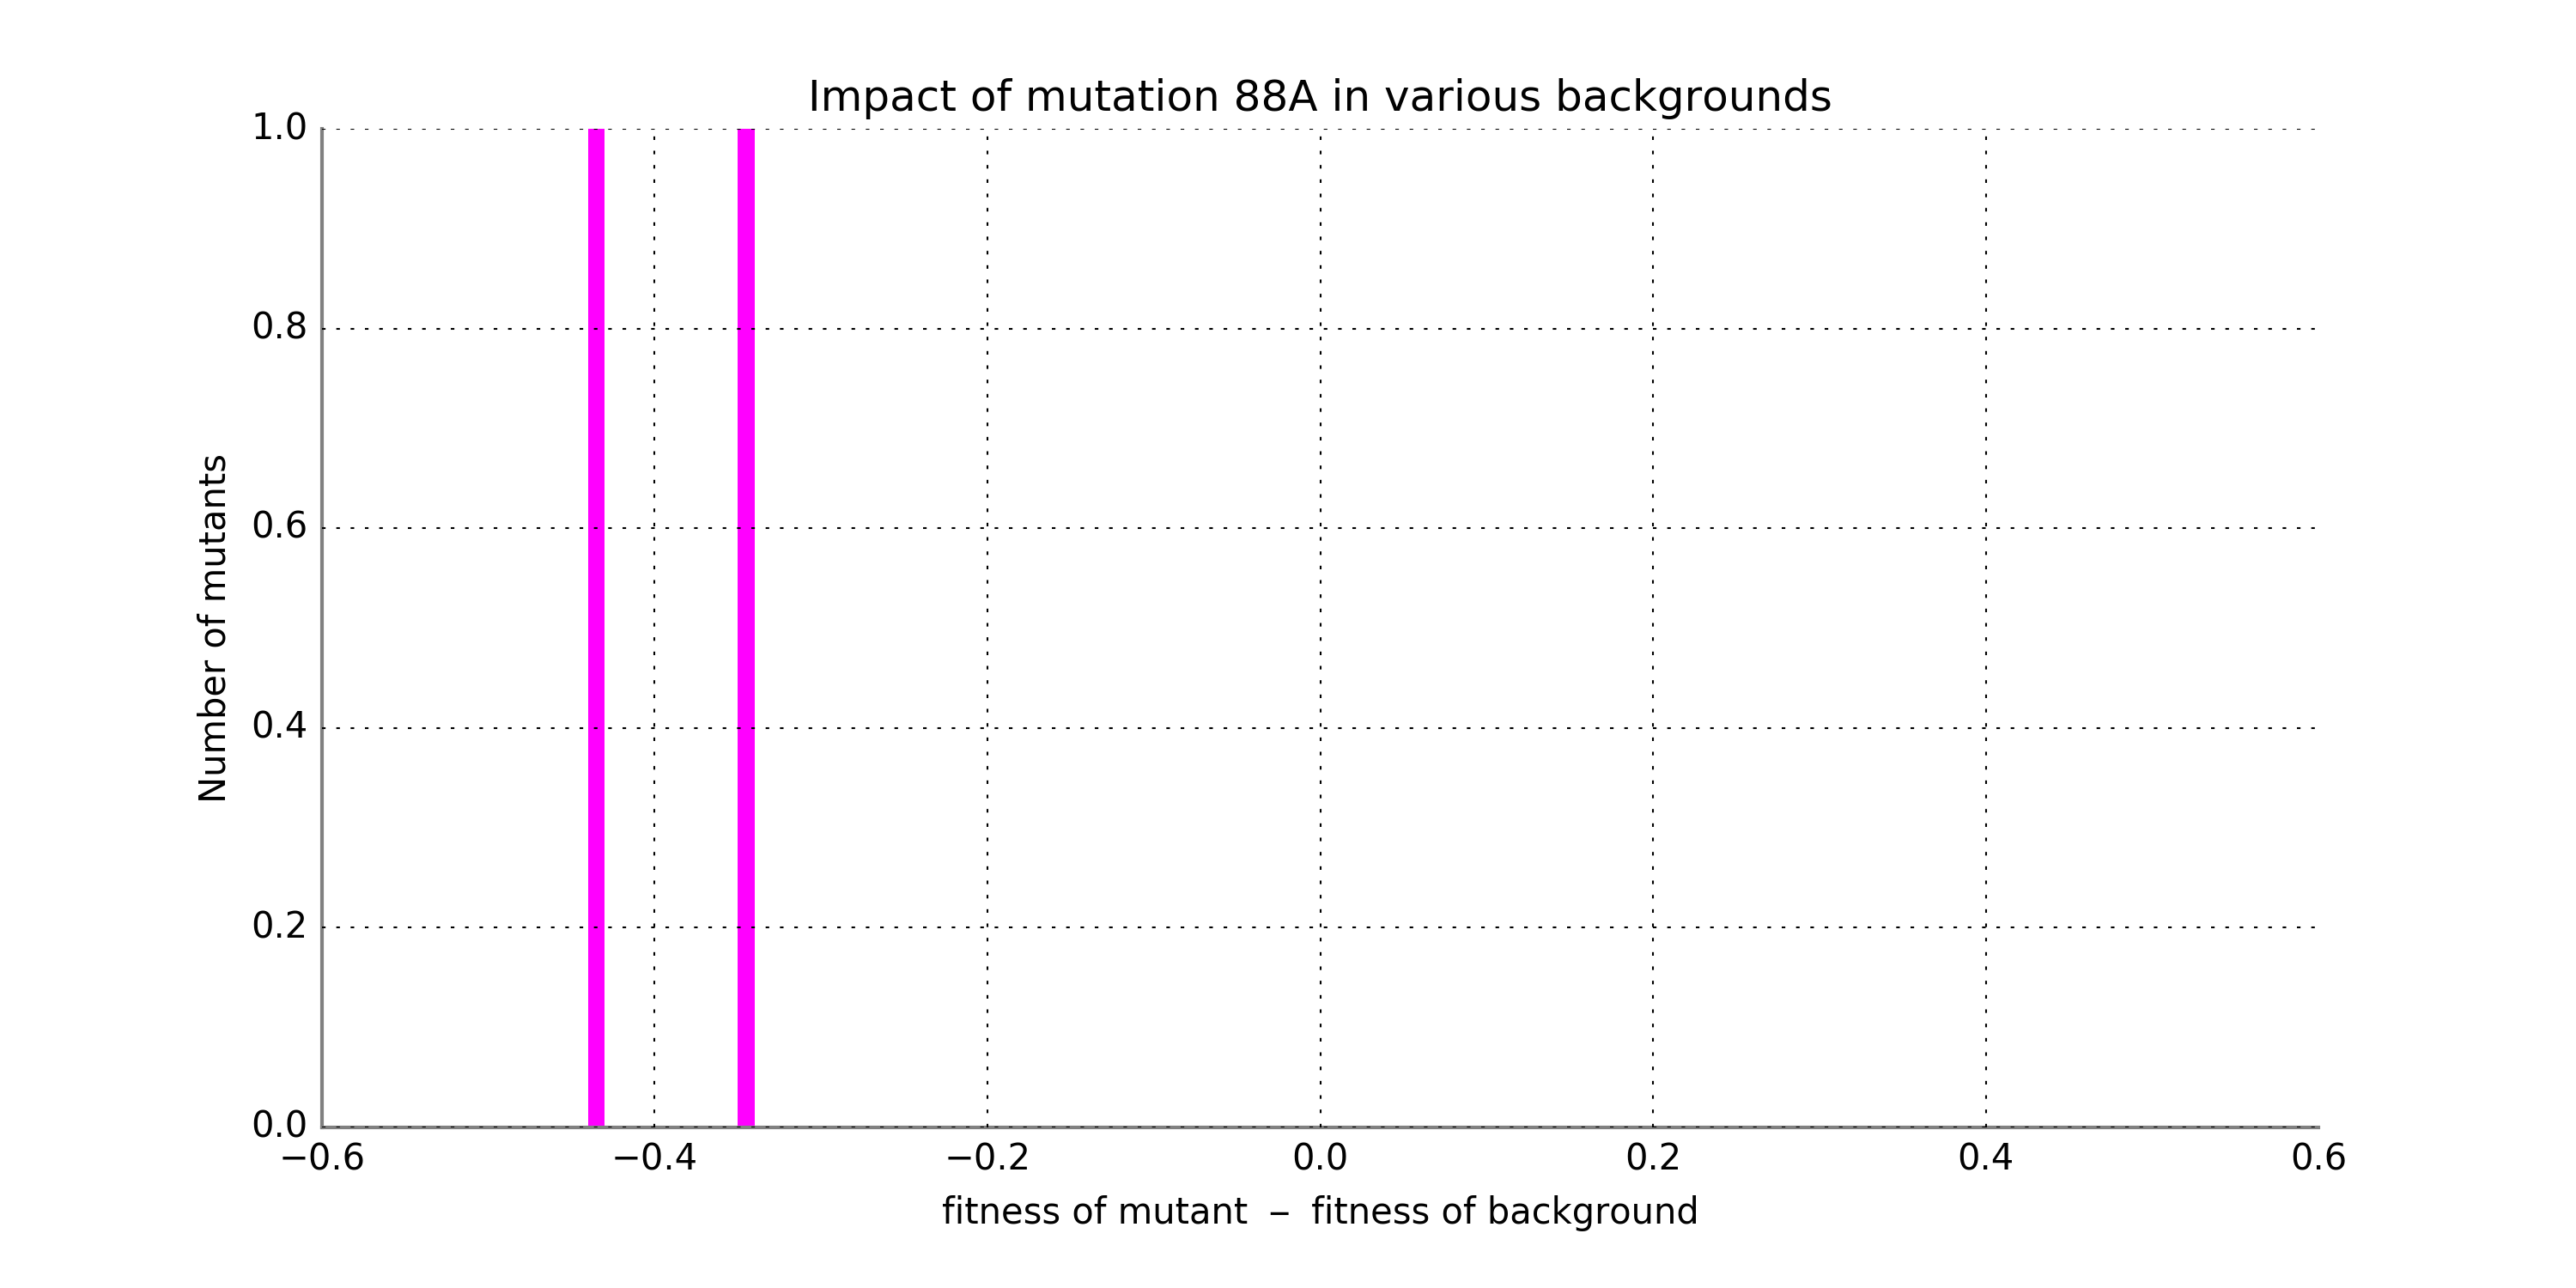 Impact of mutation 88A in various backgrounds
1.0
0.8
0.6
0.4
0.2
0.0
Number of mutants
−0.6 −0.4 −0.2 0.0 0.2 0.4 0.6
fitness of mutant − fitness of background